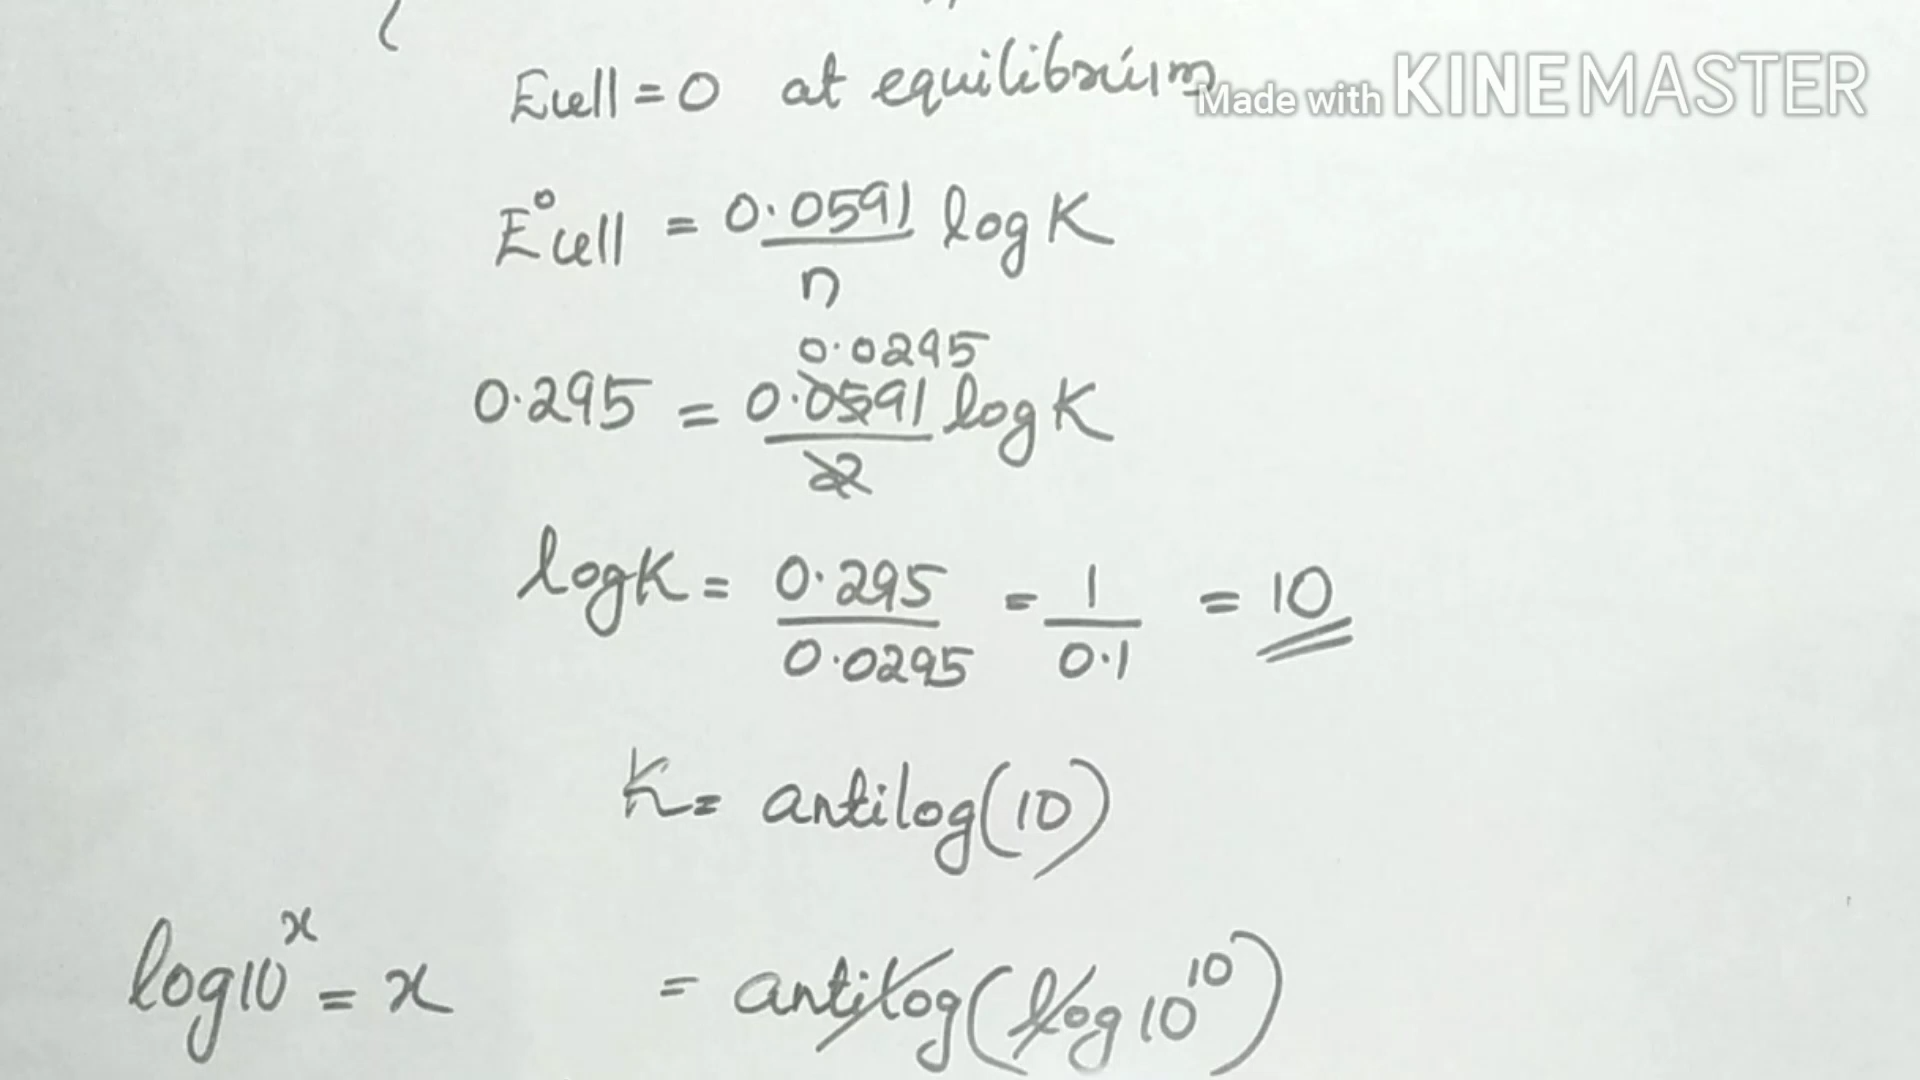 Ecell = 0 at equilibrium
Made with KINEMASTER
E°cell = 0.0591/n log K
0.0295
0.295 = 0.0591/2 log K
log K = 0.295/0.0295 = 1/0.1 = 10
K = antilog(10)
log10^x = x = antilog(log 10^10)